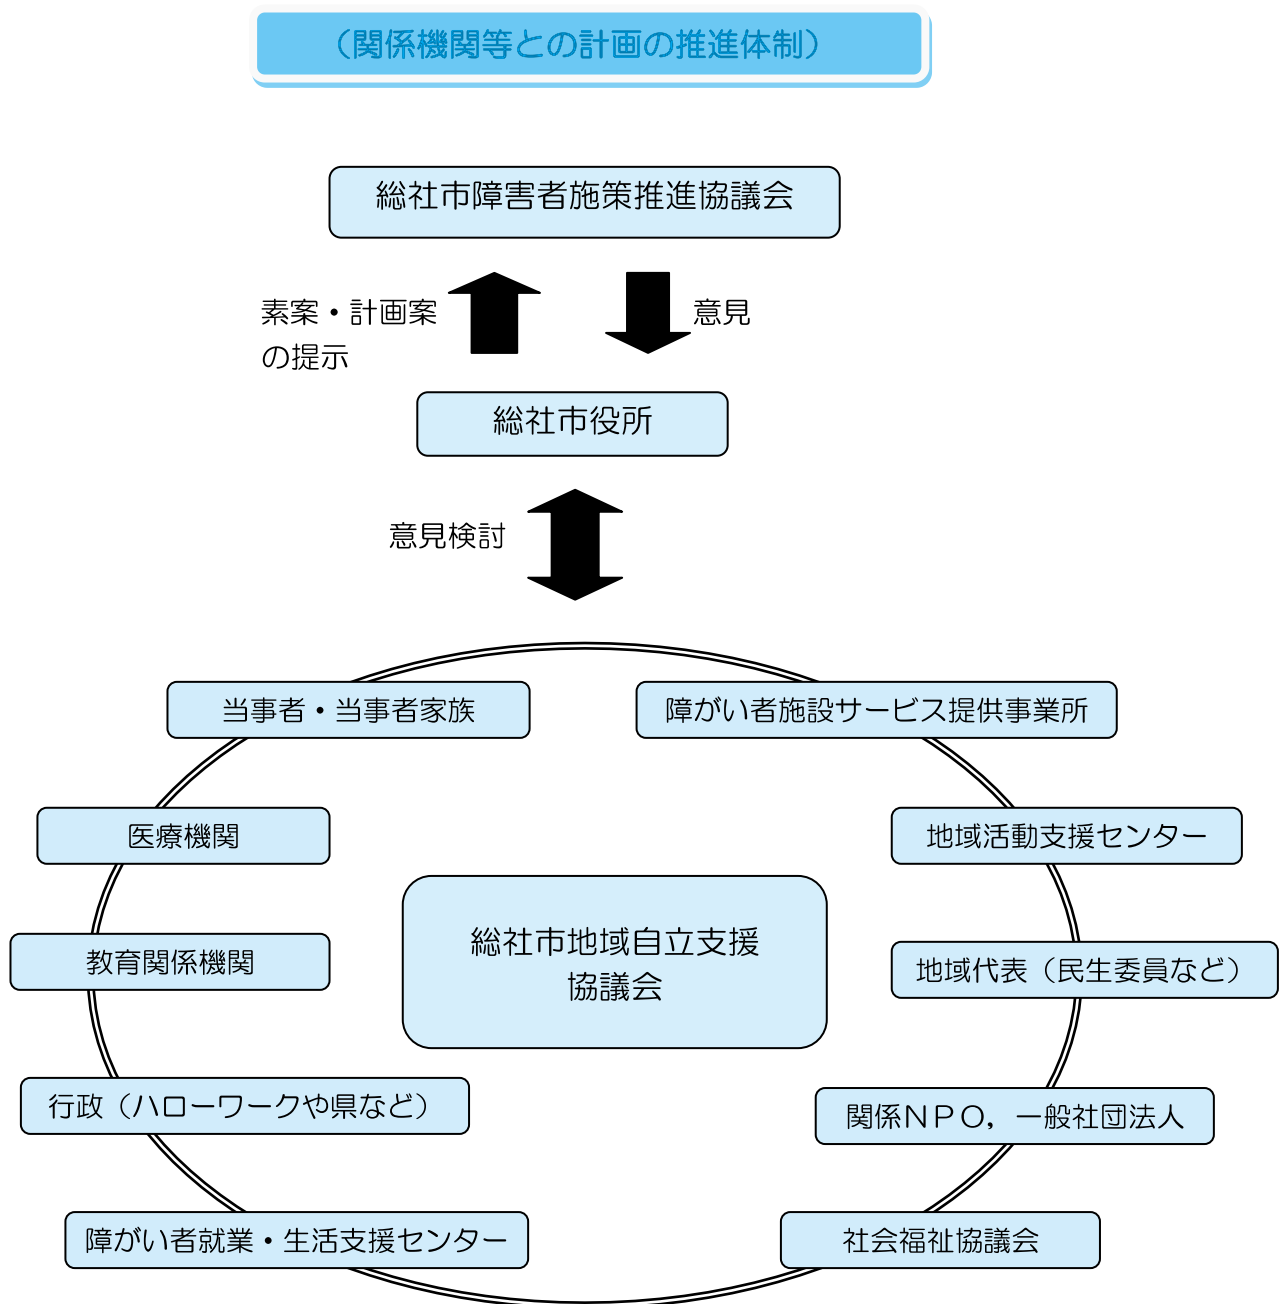 （関係機関等との計画の推進体制）
総社市障害者施策推進協議会
素案・計画案
の提示
意見
総社市役所
意見検討
当事者・当事者家族
障がい者施設サービス提供事業所
医療機関
地域活動支援センター
総社市地域自立支援
協議会
教育関係機関
地域代表（民生委員など）
行政（ハローワークや県など）
関係ＮＰＯ，一般社団法人
障がい者就業・生活支援センター
社会福祉協議会